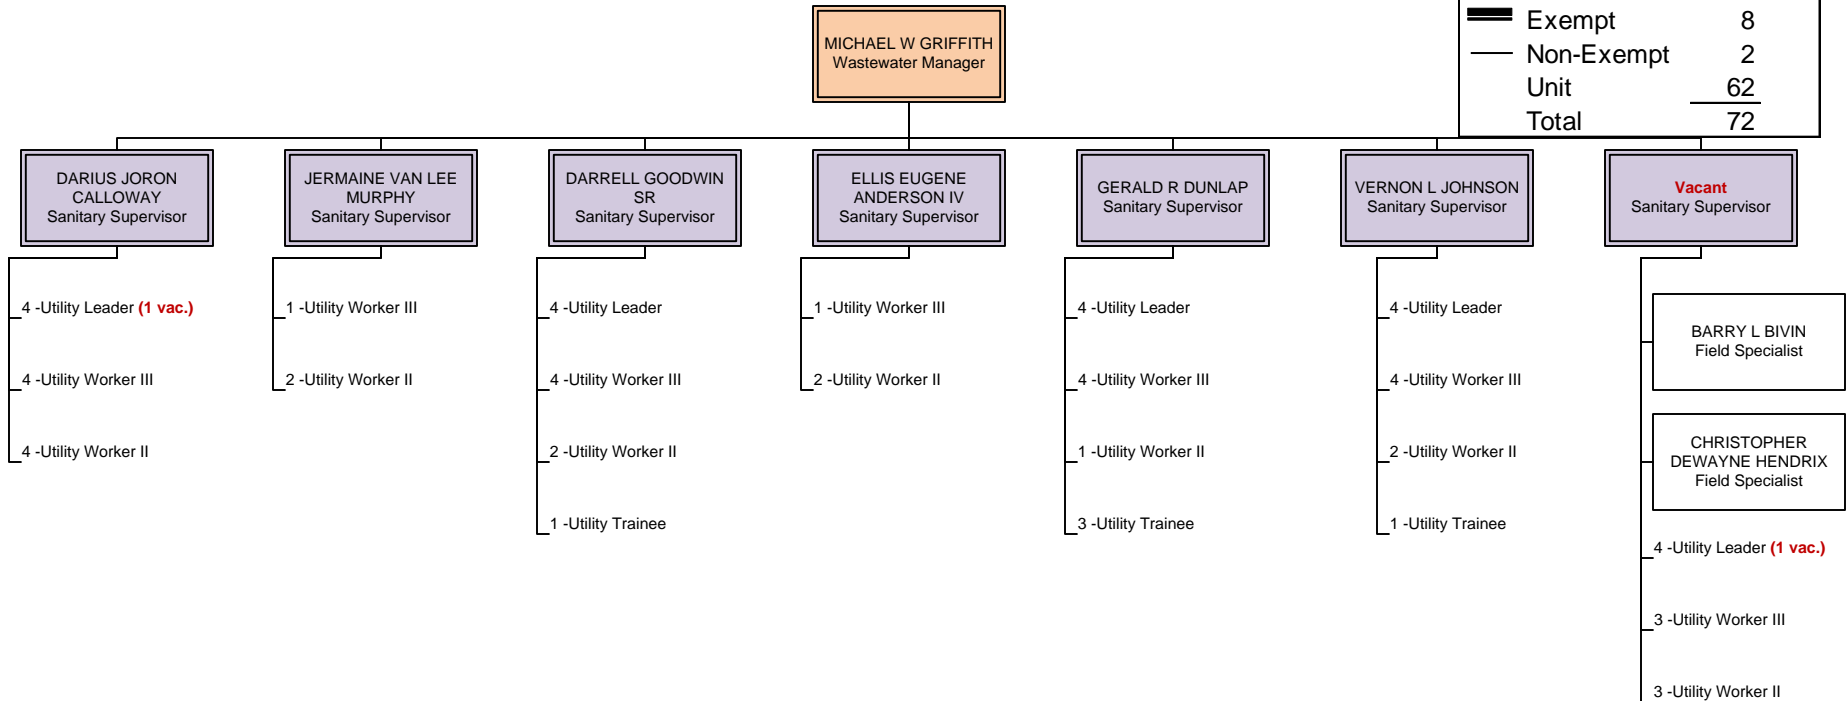 Exempt 8
Non-Exempt 2
Unit 62
Total 72
MICHAEL W GRIFFITH
Wastewater Manager
DARIUS JORON
CALLOWAY
Sanitary Supervisor
4 -Utility Leader (1 vac.)
4 -Utility Worker III
4 -Utility Worker II
JERMAINE VAN LEE
MURPHY
Sanitary Supervisor
1 -Utility Worker III
2 -Utility Worker II
DARRELL GOODWIN
SR
Sanitary Supervisor
4 -Utility Leader
4 -Utility Worker III
2 -Utility Worker II
1 -Utility Trainee
ELLIS EUGENE
ANDERSON IV
Sanitary Supervisor
1 -Utility Worker III
2 -Utility Worker II
GERALD R DUNLAP
Sanitary Supervisor
4 -Utility Leader
4 -Utility Worker III
1 -Utility Worker II
3 -Utility Trainee
VERNON L JOHNSON
Sanitary Supervisor
4 -Utility Leader
4 -Utility Worker III
2 -Utility Worker II
1 -Utility Trainee
Vacant
Sanitary Supervisor
BARRY L BIVIN
Field Specialist
CHRISTOPHER
DEWAYNE HENDRIX
Field Specialist
4 -Utility Leader (1 vac.)
3 -Utility Worker III
3 -Utility Worker II